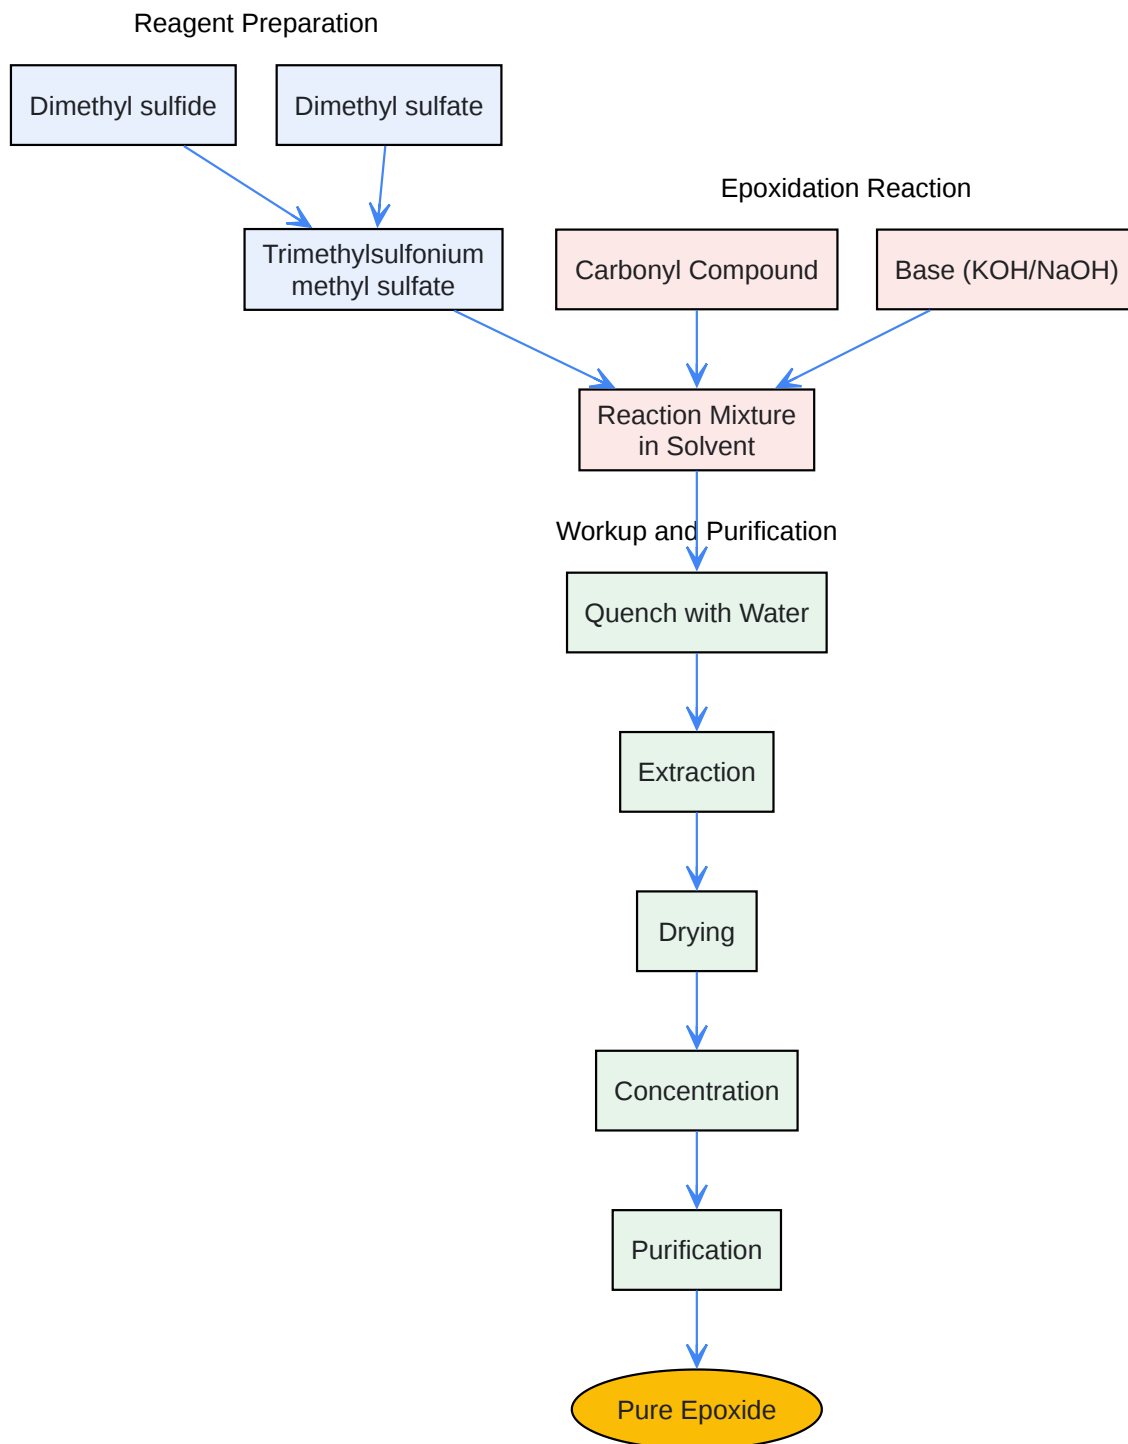 Reagent Preparation
Dimethyl sulfide
Dimethyl sulfate
Epoxidation Reaction
Trimethylsulfonium
methyl sulfate
Carbonyl Compound
Base (KOH/NaOH)
Reaction Mixture
in Solvent
Workup and Purification
Quench with Water
Extraction
Drying
Concentration
Purification
Pure Epoxide